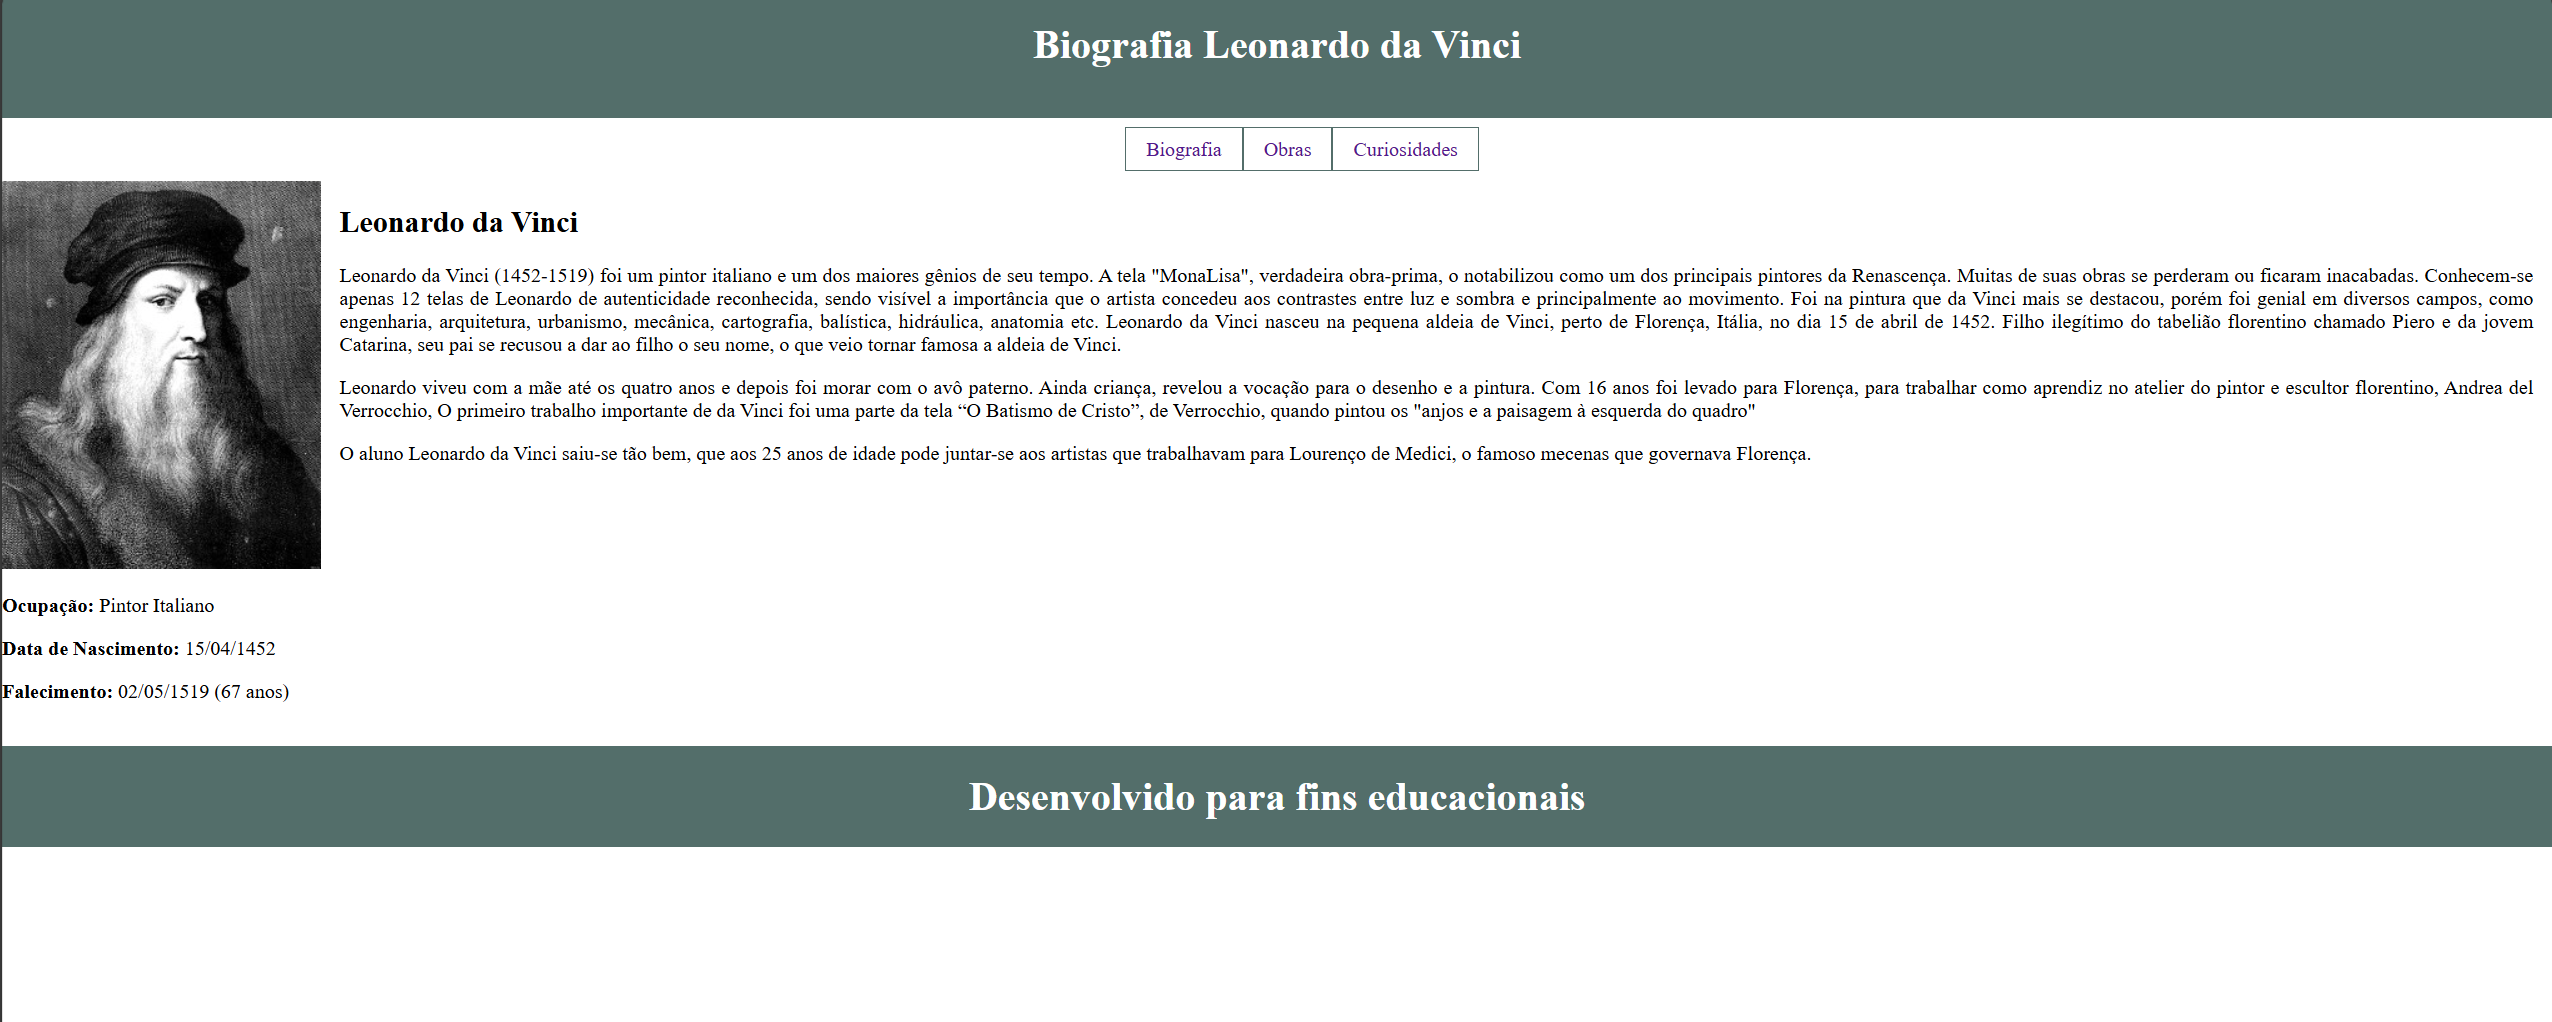 Biografia Leonardo da Vinci
Biografia
Obras
Curiosidades
Leonardo da Vinci
Leonardo da Vinci (1452-1519) foi um pintor italiano e um dos maiores gênios de seu tempo. A tela "MonaLisa", verdadeira obra-prima, o notabilizou como um dos principais pintores da Renascença. Muitas de suas obras se perderam ou ficaram inacabadas. Conhecem-se
apenas 12 telas de Leonardo de autenticidade reconhecida, sendo visível a importância que o artista concedeu aos contrastes entre luz e sombra e principalmente ao movimento. Foi na pintura que da Vinci mais se destacou, porém foi genial em diversos campos, como
engenharia, arquitetura, urbanismo, mecânica, cartografia, balística, hidráulica, anatomia etc. Leonardo da Vinci nasceu na pequena aldeia de Vinci, perto de Florença, Itália, no dia 15 de abril de 1452. Filho ilegítimo do tabelião florentino chamado Piero e da jovem
Catarina, seu pai se recusou a dar ao filho o seu nome, o que veio tornar famosa a aldeia de Vinci.
Leonardo viveu com a mãe até os quatro anos e depois foi morar com o avô paterno. Ainda criança, revelou a vocação para o desenho e a pintura. Com 16 anos foi levado para Florença, para trabalhar como aprendiz no atelier do pintor e escultor florentino, Andrea del
Verrocchio, O primeiro trabalho importante de da Vinci foi uma parte da tela “O Batismo de Cristo”, de Verrocchio, quando pintou os "anjos e a paisagem à esquerda do quadro"
O aluno Leonardo da Vinci saiu-se tão bem, que aos 25 anos de idade pode juntar-se aos artistas que trabalhavam para Lourenço de Medici, o famoso mecenas que governava Florença.
Ocupação: Pintor Italiano
Data de Nascimento: 15/04/1452
Falecimento: 02/05/1519 (67 anos)
Desenvolvido para fins educacionais